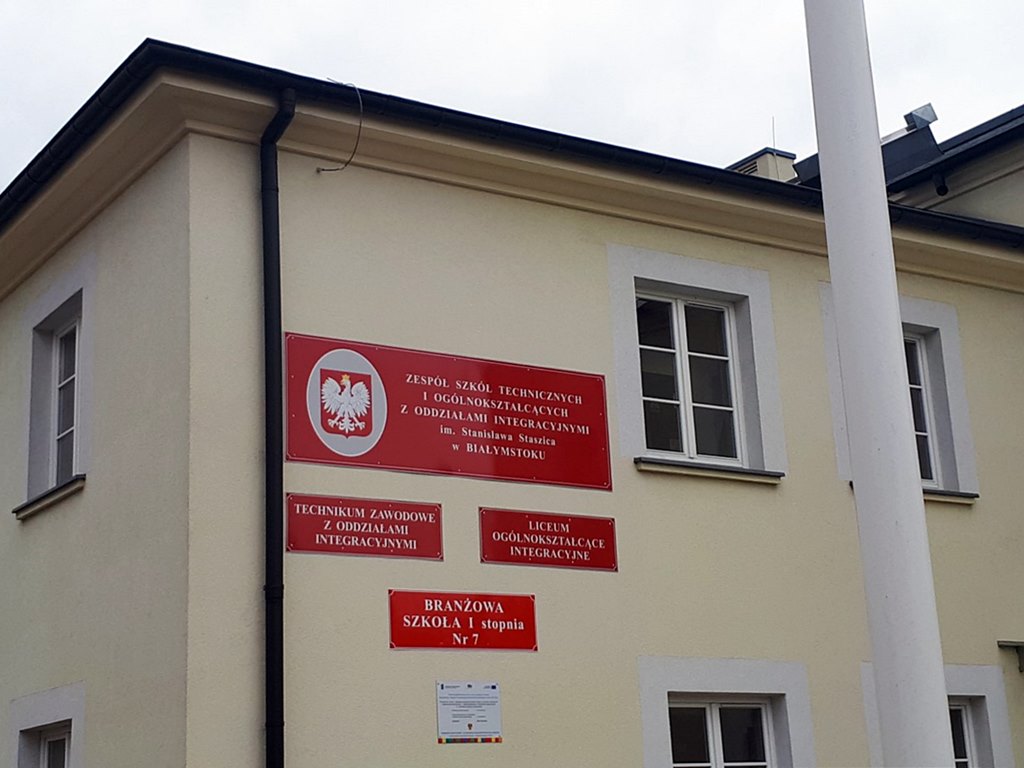 ZESPÓŁ SZKÓŁ TECHNICZNYCH
I OGÓLNOKSZTAŁCĄCYCH
Z ODDZIAŁAMI INTEGRACYJNYMI
im. Stanisława Staszica
w BIAŁYMSTOKU
TECHNIKUM ZAWODOWE
Z ODDZIAŁAMI
INTEGRACYJNYMI
LICEUM
OGÓLNOKSZTAŁCĄCE
INTEGRACYJNE
BRANŻOWA
SZKOŁA I stopnia
Nr 7